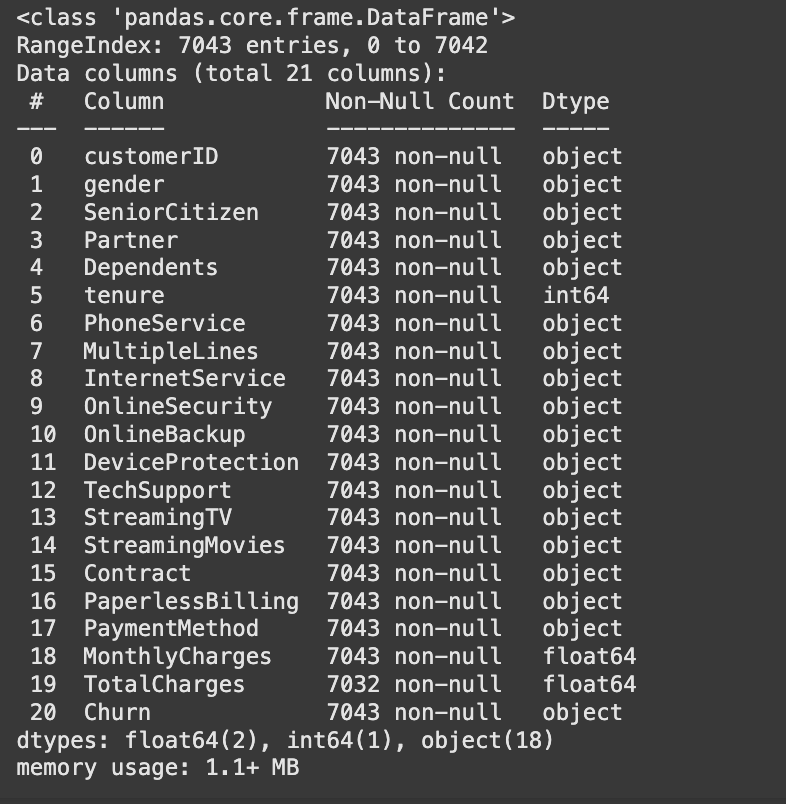 <class 'pandas.core.frame.DataFrame'>
RangeIndex: 7043 entries, 0 to 7042
Data columns (total 21 columns):
 #   Column            Non-Null Count  Dtype
---  ------            --------------  -----
 0   customerID        7043 non-null   object
 1   gender            7043 non-null   object
 2   SeniorCitizen     7043 non-null   object
 3   Partner           7043 non-null   object
 4   Dependents        7043 non-null   object
 5   tenure            7043 non-null   int64
 6   PhoneService      7043 non-null   object
 7   MultipleLines     7043 non-null   object
 8   InternetService   7043 non-null   object
 9   OnlineSecurity    7043 non-null   object
 10  OnlineBackup      7043 non-null   object
 11  DeviceProtection  7043 non-null   object
 12  TechSupport       7043 non-null   object
 13  StreamingTV       7043 non-null   object
 14  StreamingMovies   7043 non-null   object
 15  Contract          7043 non-null   object
 16  PaperlessBilling  7043 non-null   object
 17  PaymentMethod     7043 non-null   object
 18  MonthlyCharges    7043 non-null   float64
 19  TotalCharges      7032 non-null   float64
 20  Churn             7043 non-null   object
dtypes: float64(2), int64(1), object(18)
memory usage: 1.1+ MB